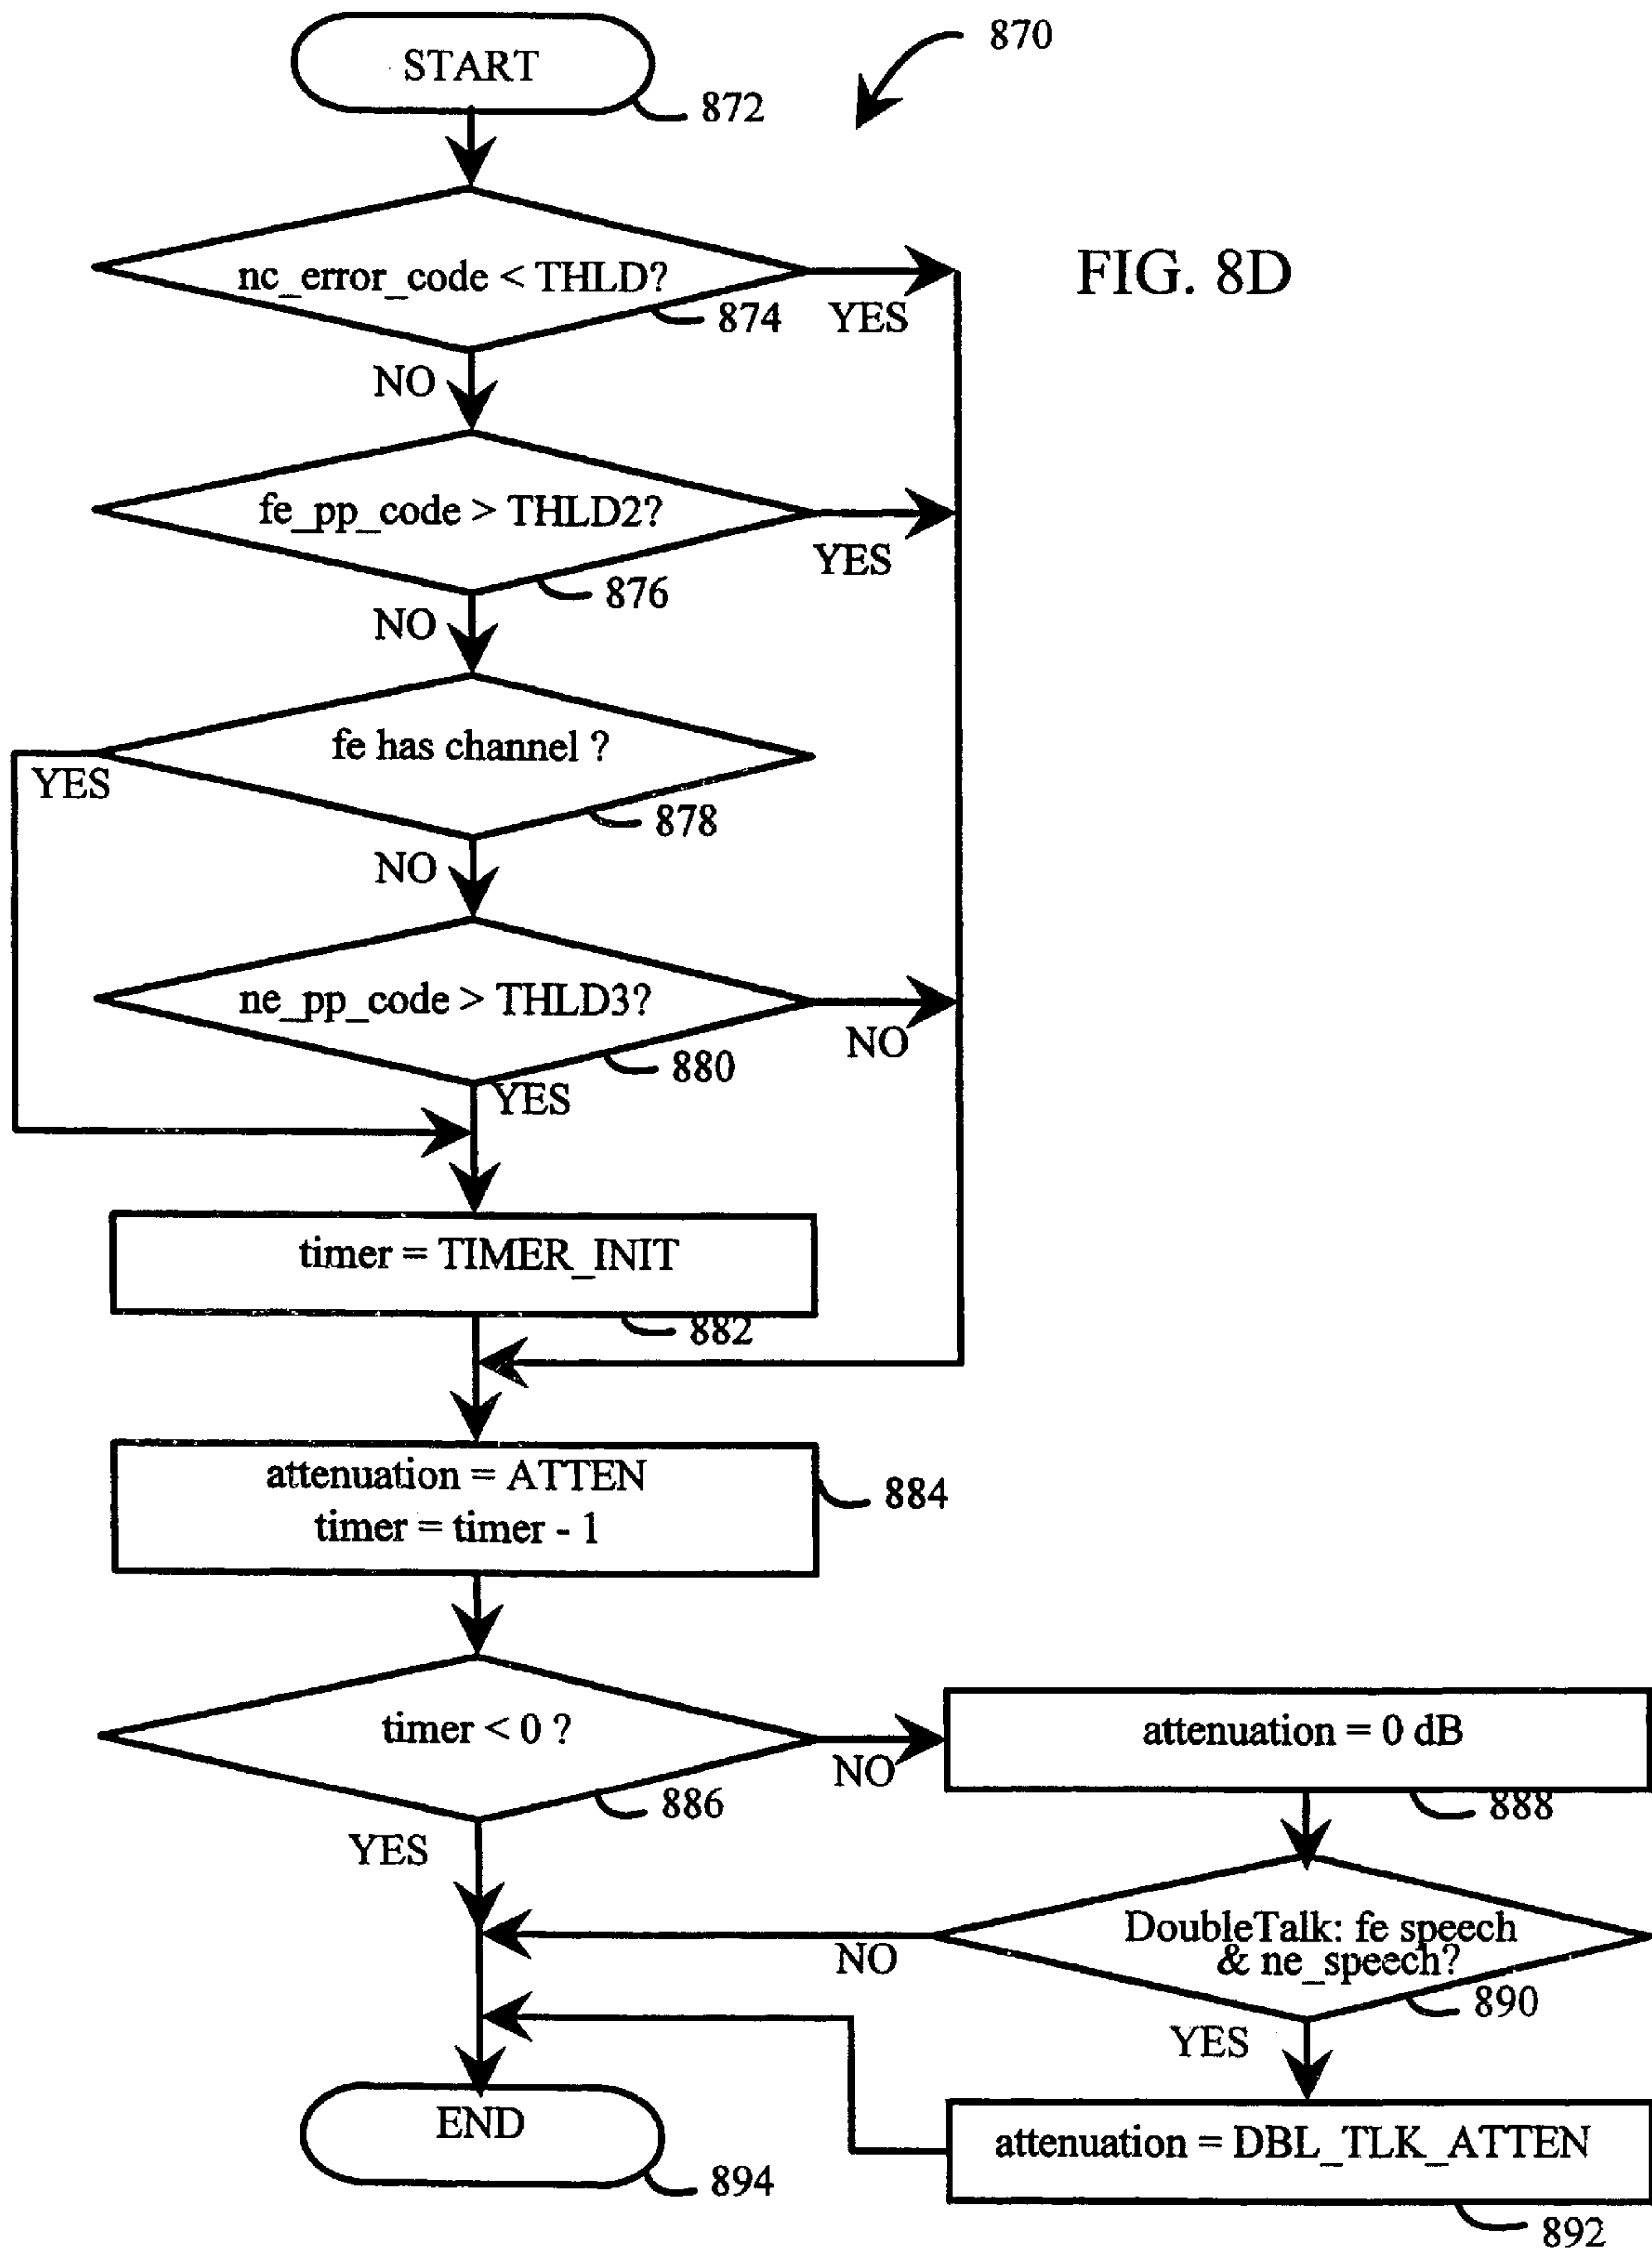 START
872
870
FIG. 8D
nc_error_code < THLD?
874
YES
NO
fe_pp_code > THLD2?
876
YES
NO
fe has channel ?
YES
878
NO
ne_pp_code > THLD3?
880
NO
YES
timer = TIMER_INIT
882
attenuation = ATTEN
timer = timer - 1
884
timer < 0 ?
886
NO
YES
attenuation = 0 dB
888
DoubleTalk: fe speech
& ne_speech?
890
NO
YES
attenuation = DBL_TLK_ATTEN
892
END
894